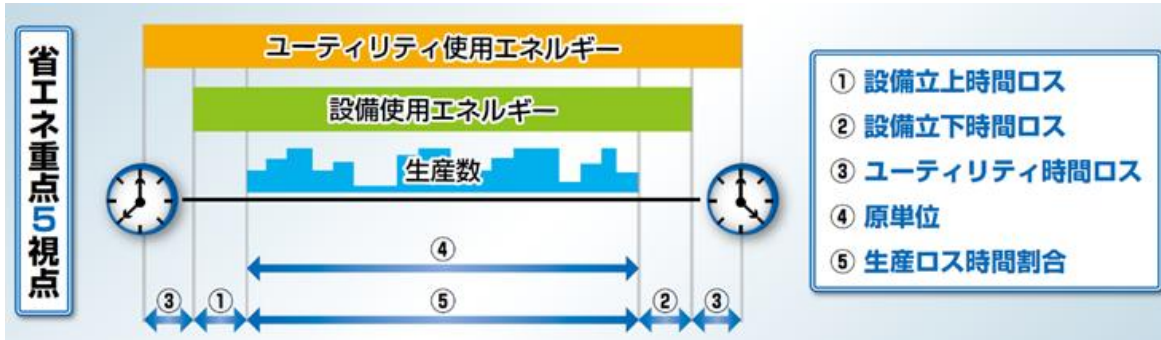 省エネ重点5視点
ユーティリティ使用エネルギー
設備使用エネルギー
生産数
④
③ ① ⑤ ② ③
① 設備立上時間ロス
② 設備立下時間ロス
③ ユーティリティ時間ロス
④ 原単位
⑤ 生産ロス時間割合